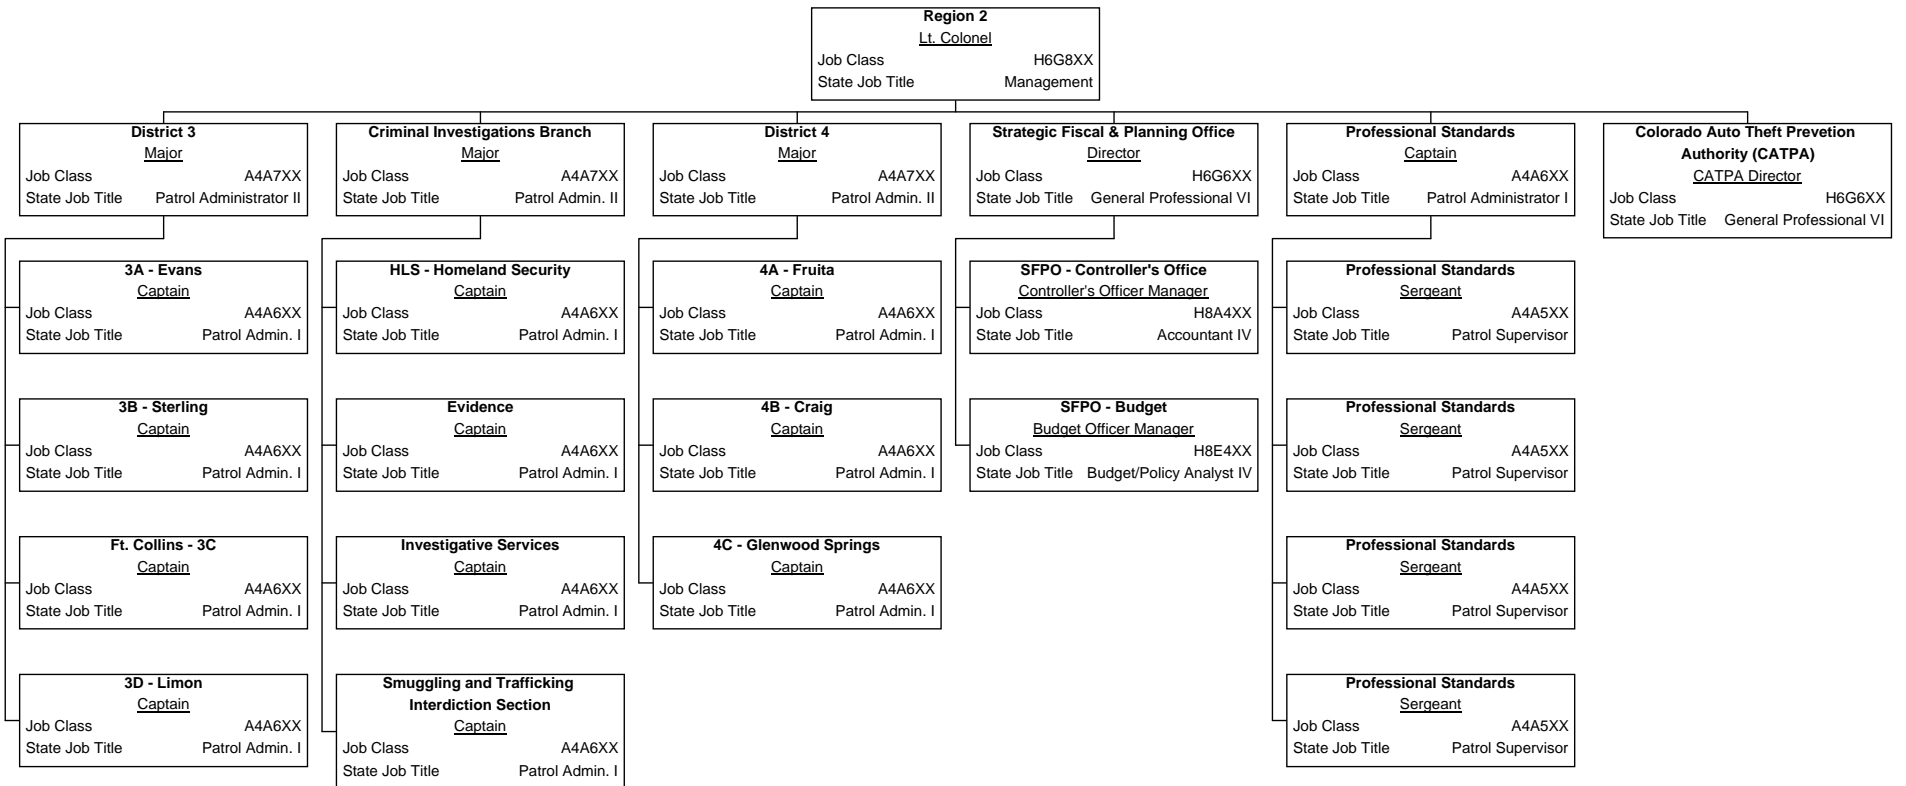 Region 2
Lt. Colonel
Job Class H6G8XX
State Job Title Management
District 3
Major
Job Class A4A7XX
State Job Title Patrol Administrator II
Criminal Investigations Branch
Major
Job Class A4A7XX
State Job Title Patrol Admin. II
District 4
Major
Job Class A4A7XX
State Job Title Patrol Admin. II
Strategic Fiscal & Planning Office
Director
Job Class H6G6XX
State Job Title General Professional VI
Professional Standards
Captain
Job Class A4A6XX
State Job Title Patrol Administrator I
Colorado Auto Theft Prevetion
Authority (CATPA)
CATPA Director
Job Class H6G6XX
State Job Title General Professional VI
3A - Evans
Captain
Job Class A4A6XX
State Job Title Patrol Admin. I
HLS - Homeland Security
Captain
Job Class A4A6XX
State Job Title Patrol Admin. I
4A - Fruita
Captain
Job Class A4A6XX
State Job Title Patrol Admin. I
SFPO - Controller's Office
Controller's Officer Manager
Job Class H8A4XX
State Job Title Accountant IV
Professional Standards
Sergeant
Job Class A4A5XX
State Job Title Patrol Supervisor
3B - Sterling
Captain
Job Class A4A6XX
State Job Title Patrol Admin. I
Evidence
Captain
Job Class A4A6XX
State Job Title Patrol Admin. I
4B - Craig
Captain
Job Class A4A6XX
State Job Title Patrol Admin. I
SFPO - Budget
Budget Officer Manager
Job Class H8E4XX
State Job Title Budget/Policy Analyst IV
Professional Standards
Sergeant
Job Class A4A5XX
State Job Title Patrol Supervisor
Ft. Collins - 3C
Captain
Job Class A4A6XX
State Job Title Patrol Admin. I
Investigative Services
Captain
Job Class A4A6XX
State Job Title Patrol Admin. I
4C - Glenwood Springs
Captain
Job Class A4A6XX
State Job Title Patrol Admin. I
Professional Standards
Sergeant
Job Class A4A5XX
State Job Title Patrol Supervisor
3D - Limon
Captain
Job Class A4A6XX
State Job Title Patrol Admin. I
Smuggling and Trafficking
Interdiction Section
Captain
Job Class A4A6XX
State Job Title Patrol Admin. I
Professional Standards
Sergeant
Job Class A4A5XX
State Job Title Patrol Supervisor